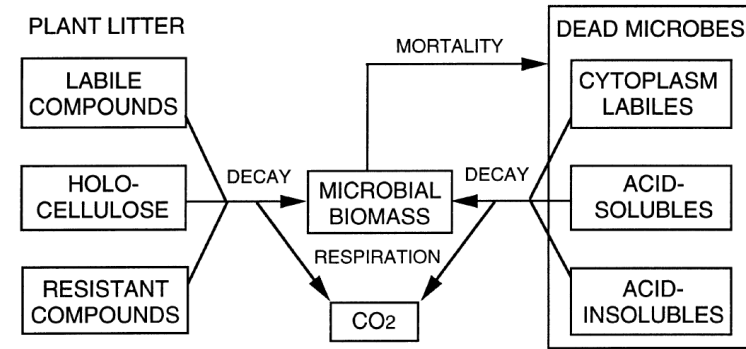 PLANT LITTER
LABILE
COMPOUNDS
HOLO-
CELLULOSE
RESISTANT
COMPOUNDS
DECAY
MORTALITY
MICROBIAL
BIOMASS
RESPIRATION
CO2
DECAY
DEAD MICROBES
CYTOPLASM
LABILES
ACID-
SOLUBLES
ACID-
INSOLUBLES